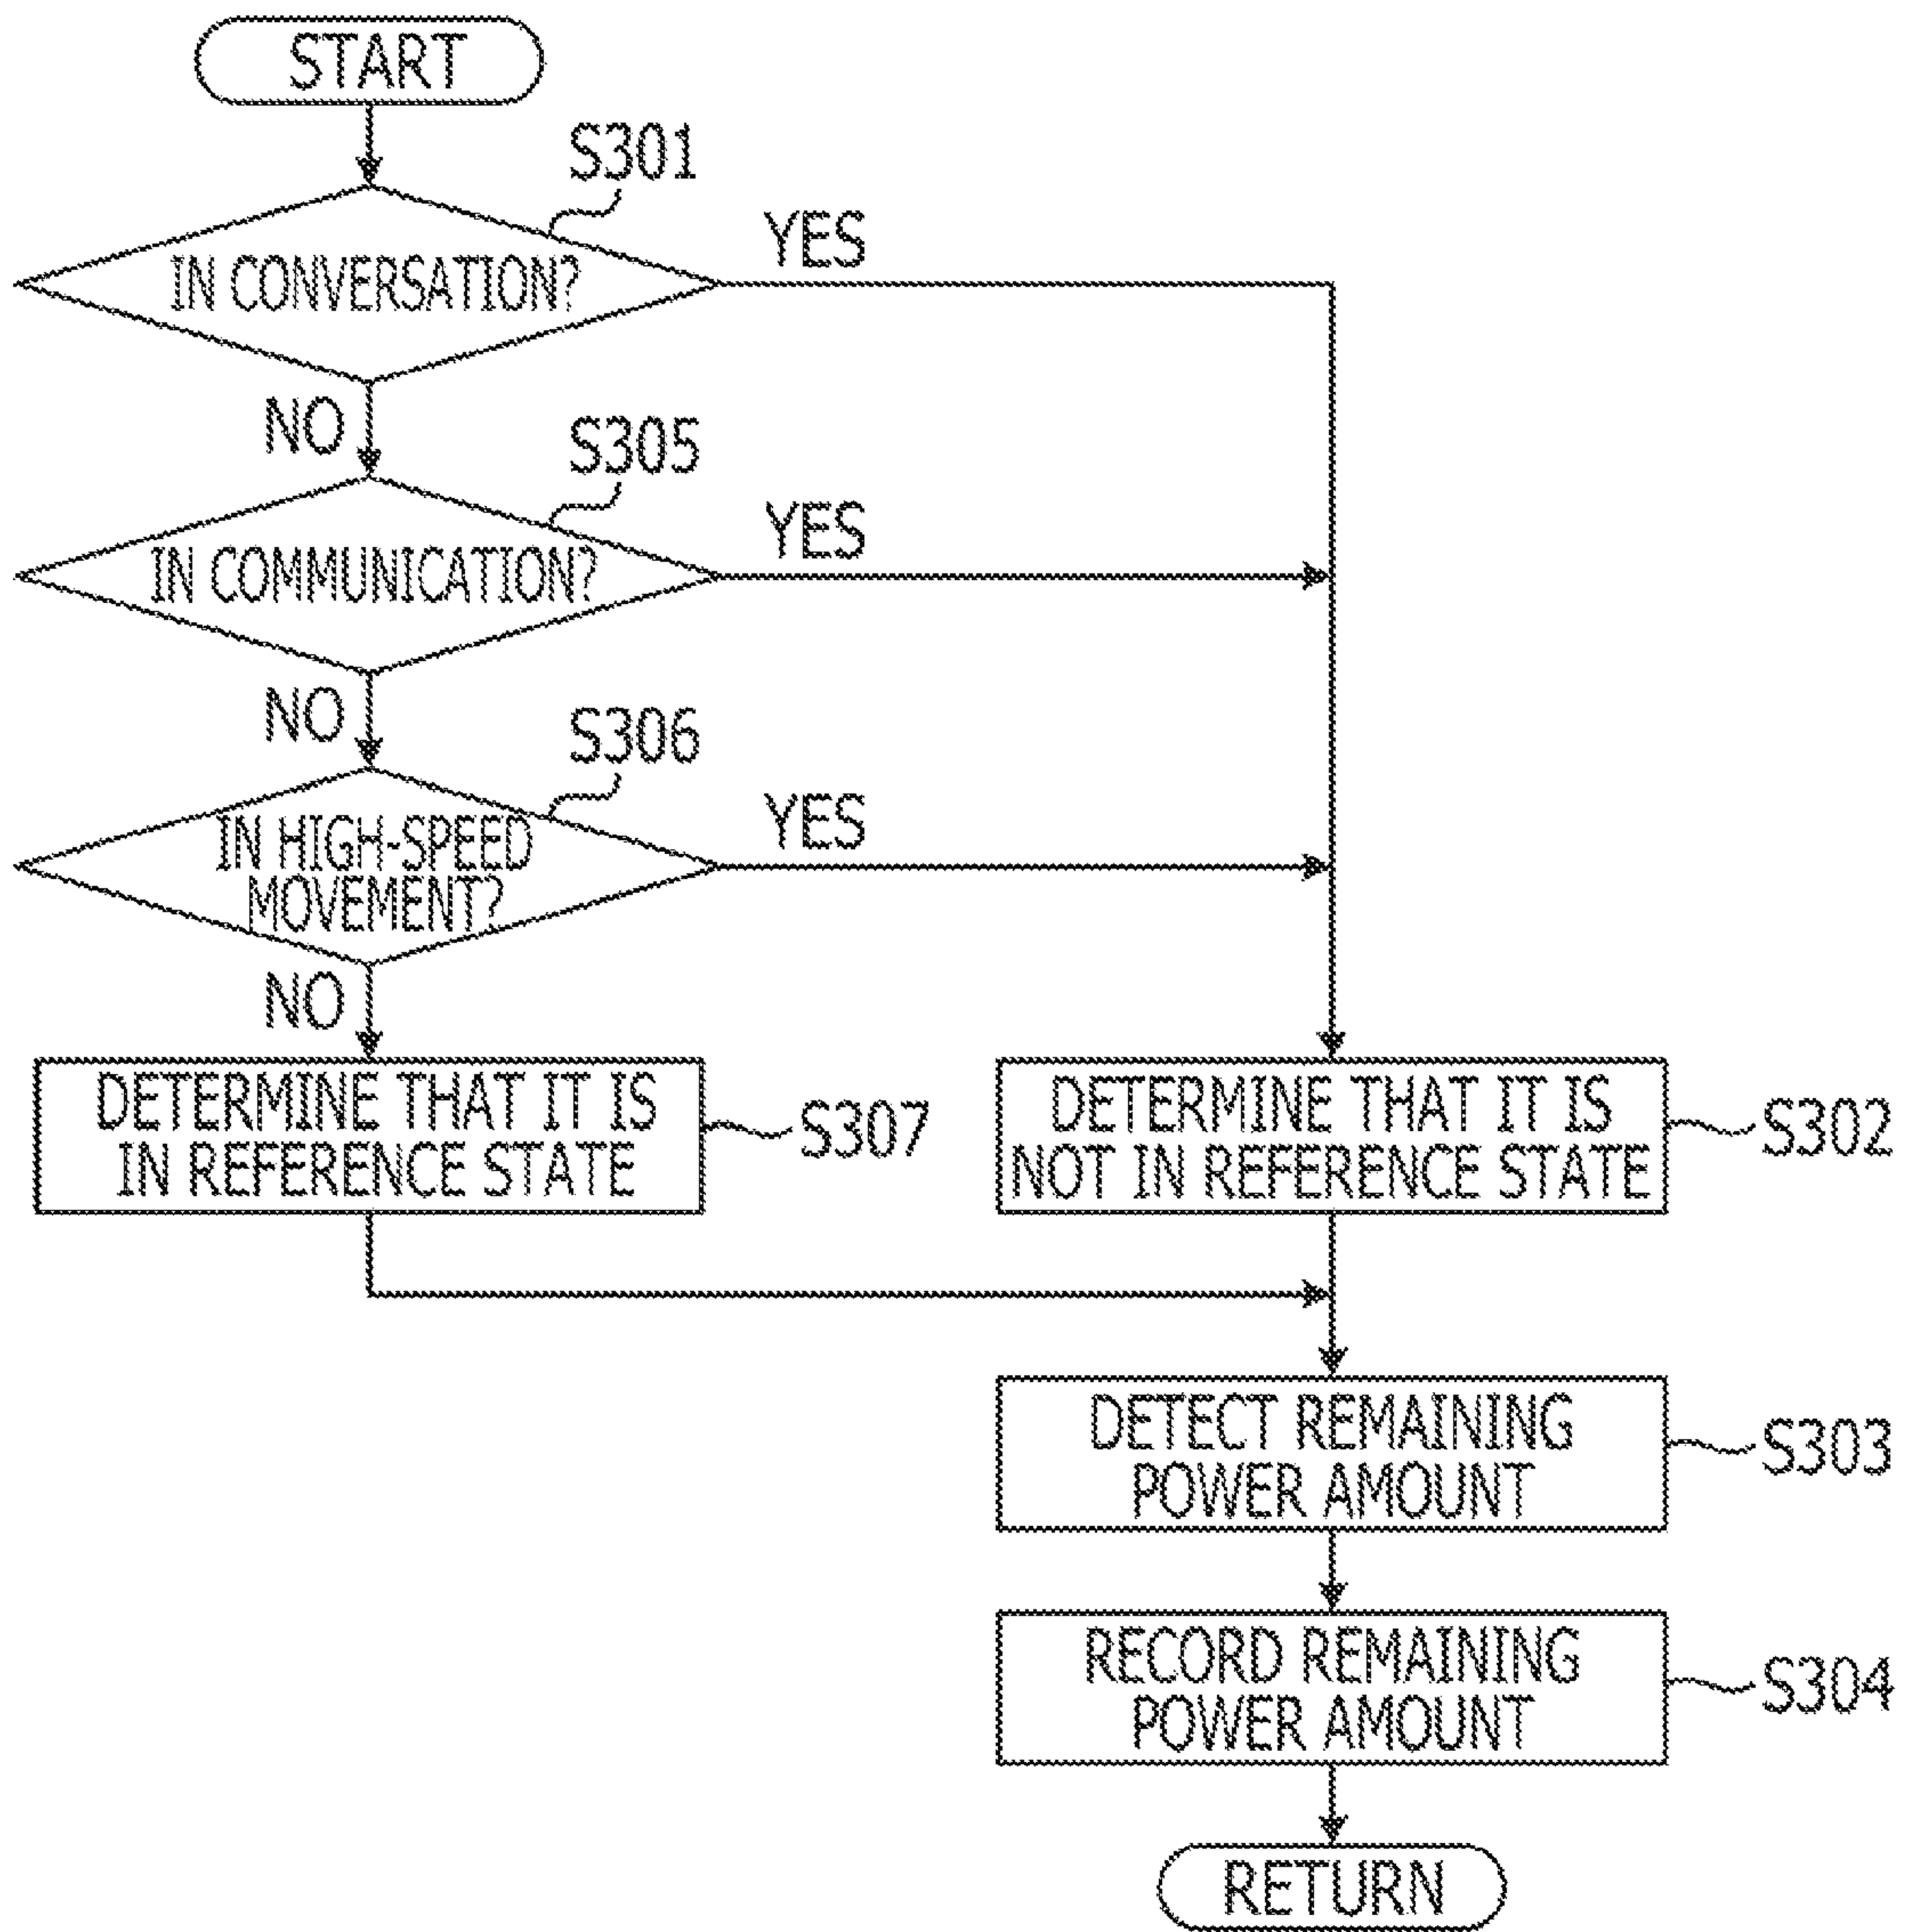 START
S301
YES
IN CONVERSATION?
NO
S305
YES
IN COMMUNICATION?
NO
S306
YES
IN HIGH-SPEED
MOVEMENT?
NO
DETERMINE THAT IT IS
IN REFERENCE STATE
S307
DETERMINE THAT IT IS
NOT IN REFERENCE STATE
S302
DETECT REMAINING
POWER AMOUNT
S303
RECORD REMAINING
POWER AMOUNT
S304
RETURN